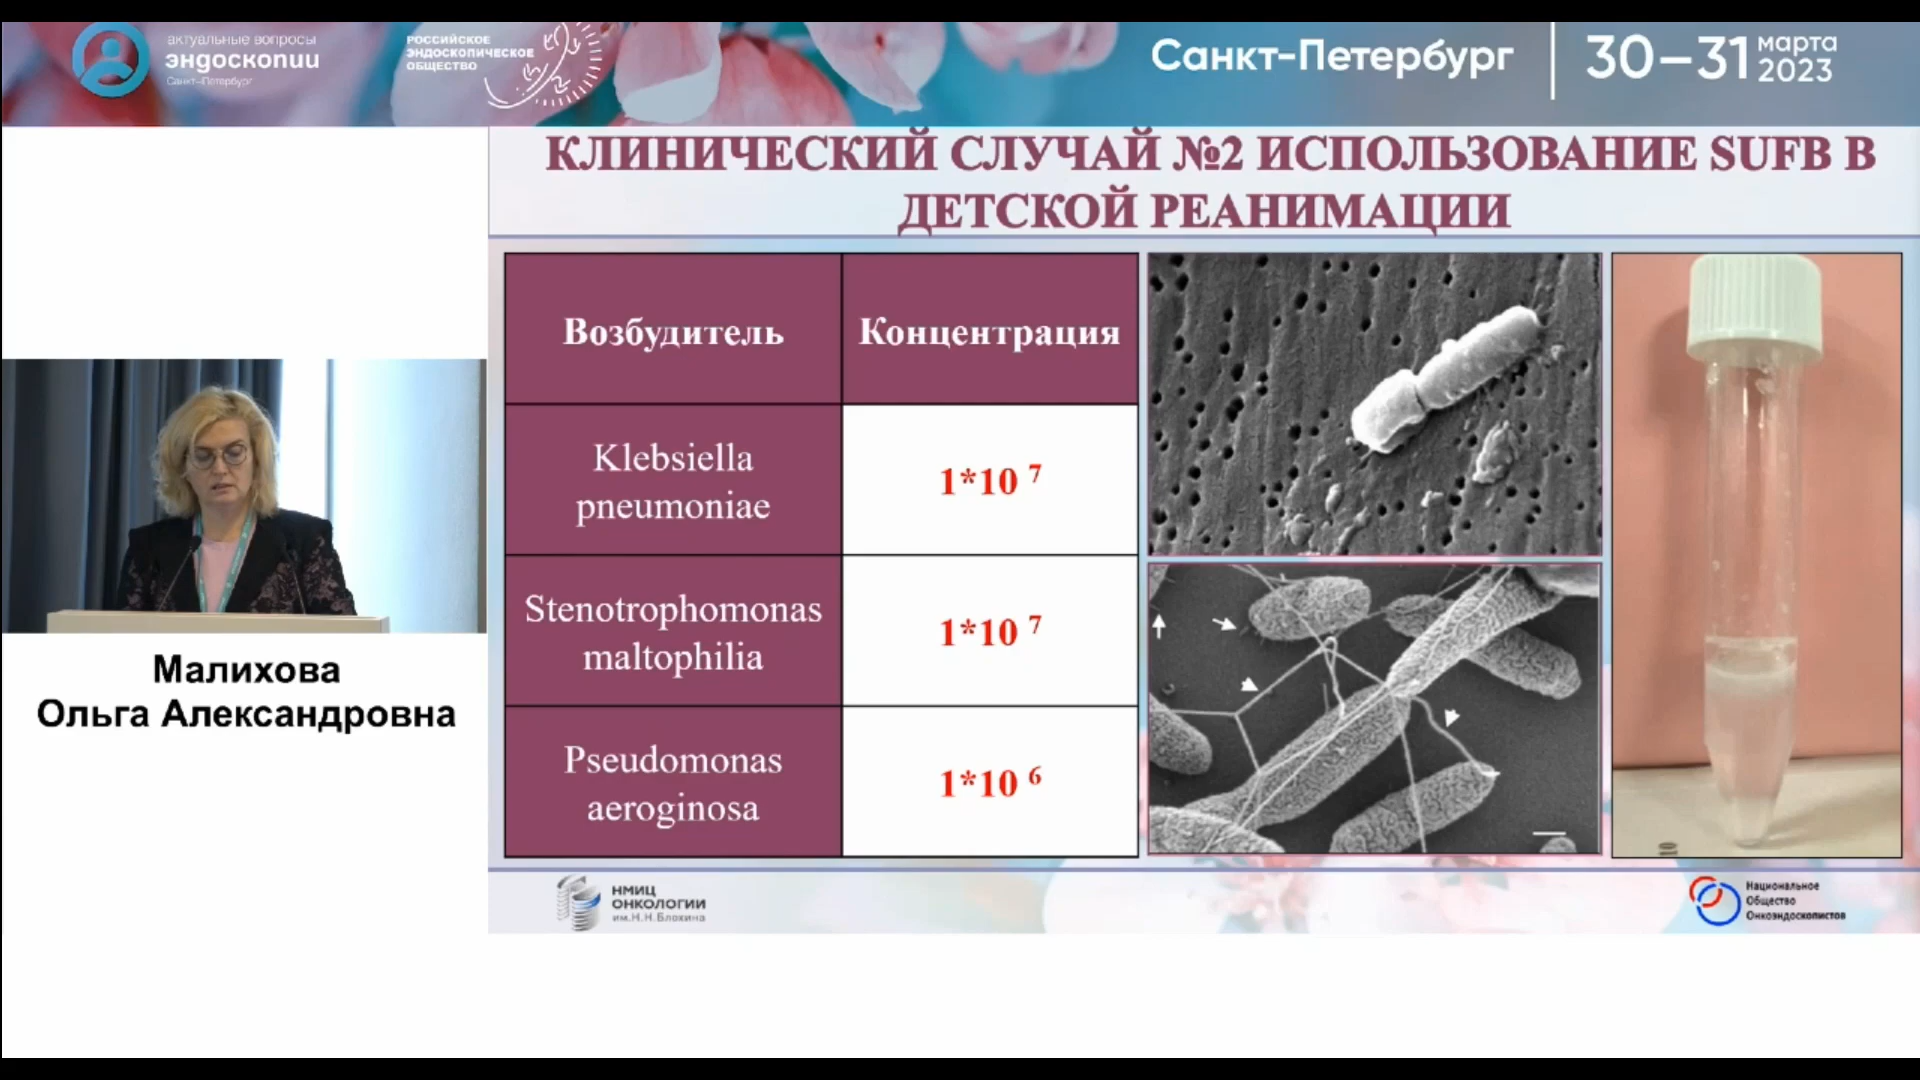 актуальные вопросы
эндоскопии
Санкт-Петербург
РОССИЙСКОЕ
ЭНДОСКОПИЧЕСКОЕ
ОБЩЕСТВО
Санкт-Петербург
30–31 марта
2023
КЛИНИЧЕСКИЙ СЛУЧАЙ №2 ИСПОЛЬЗОВАНИЕ SUFB В
ДЕТСКОЙ РЕАНИМАЦИИ
Возбудитель Концентрация
Klebsiella
pneumoniae
1*10 7
Stenotrophomonas
maltophilia
1*10 7
Pseudomonas
aeroginosa
1*10 6
Малихова
Ольга Александровна
НМИЦ
ОНКОЛОГИИ
им.Н.Н.Блохина
Национальное
Общество
Онкоэндоскопистов